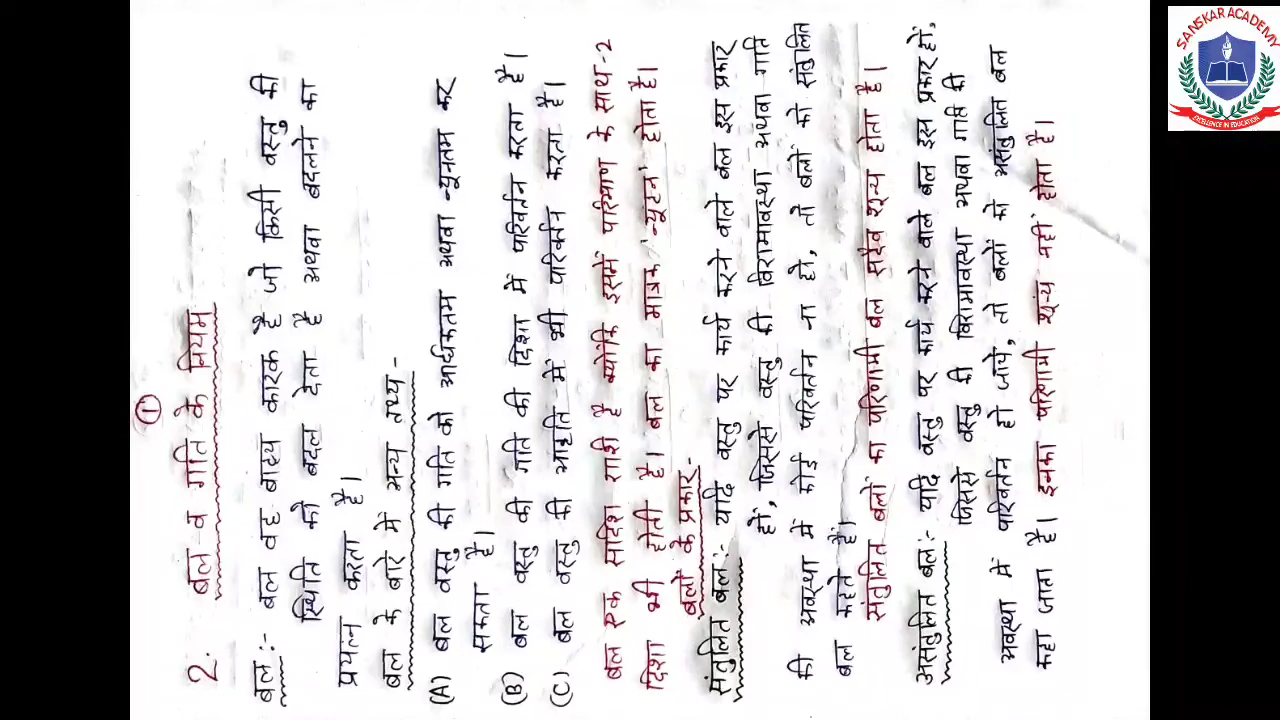 ①
2. बल व गति के नियम
बल :- बल वह बाह्य कारक है जो किसी वस्तु की
स्थिति को बदल देता है अथवा बदलने का
प्रयत्न करता है।
बल के बारे में अन्य तथ्य -
(A) बल वस्तु की गति को अधिकतम अथवा न्यूनतम कर
सकता है।
(B) बल वस्तु की गति की दिशा में परिवर्तन करता है।
(C) बल वस्तु की आकृति में भी परिवर्तन करता है।
बल एक सदिश राशि है क्योंकि इसमें परिमाण के साथ-2
दिशा भी होती है। बल का मात्रक 'न्यूटन' होता है।
बलों के प्रकार -
संतुलित बल :- यदि वस्तु पर कार्य करने वाले बल इस प्रकार
हों, जिससे वस्तु की विरामावस्था अथवा गति
की अवस्था में कोई परिवर्तन ना हो, तो बलों को संतुलित
बल कहते हैं।
संतुलित बलों का परिणामी बल सदैव शून्य होता है।
असंतुलित बल :- यदि वस्तु पर कार्य करने वाले बल इस प्रकार हों,
जिससे वस्तु की विरामावस्था अथवा गति की
अवस्था में परिवर्तन हो जाये, तो बलों को असंतुलित बल
कहा जाता है। इनका परिणामी शून्य नहीं होता है।
SANSKAR ACADEMY
EXCELLENCE IN EDUCATION